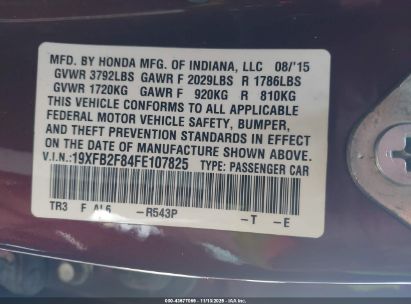 MFD. BY HONDA MFG. OF INDIANA, LLC 08/'15
GVWR 3792LBS GAWR F 2029LBS R 1786LBS
GVWR 1720KG GAWR F 920KG R 810KG
THIS VEHICLE CONFORMS TO ALL APPLICABLE
FEDERAL MOTOR VEHICLE SAFETY, BUMPER,
AND THEFT PREVENTION STANDARDS IN EFFECT
ON THE DATE OF MANUFACTURE SHOWN ABOVE.
V.I.N.:19XFB2F84FE107825 TYPE: PASSENGER CAR
TR3 F AL6 –R543P –T –E